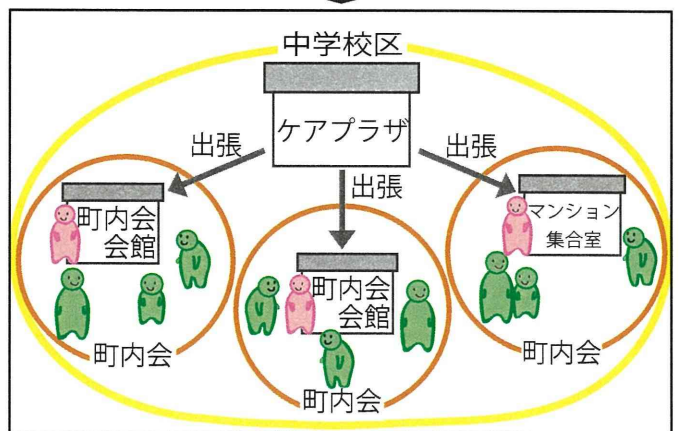 中学校区
ケアプラザ
出張
出張
出張
町内会
会館
町内会
会館
マンション
集合室
町内会
町内会
町内会